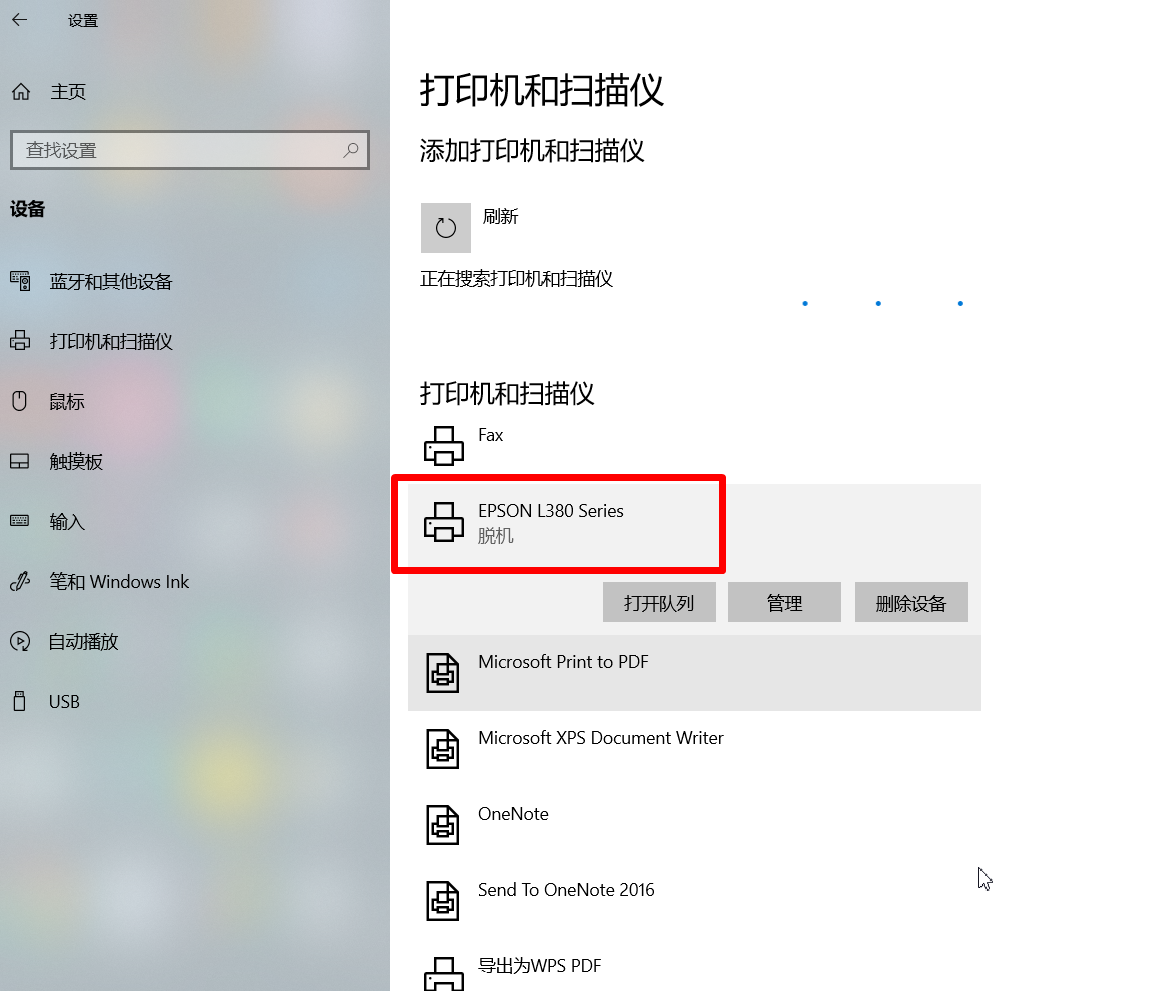 设置
主页
查找设置
设备
蓝牙和其他设备
打印机和扫描仪
鼠标
触摸板
输入
笔和 Windows Ink
自动播放
USB
打印机和扫描仪
添加打印机和扫描仪
刷新
正在搜索打印机和扫描仪
打印机和扫描仪
Fax
EPSON L380 Series
脱机
打开队列 管理 删除设备
Microsoft Print to PDF
Microsoft XPS Document Writer
OneNote
Send To OneNote 2016
导出为WPS PDF